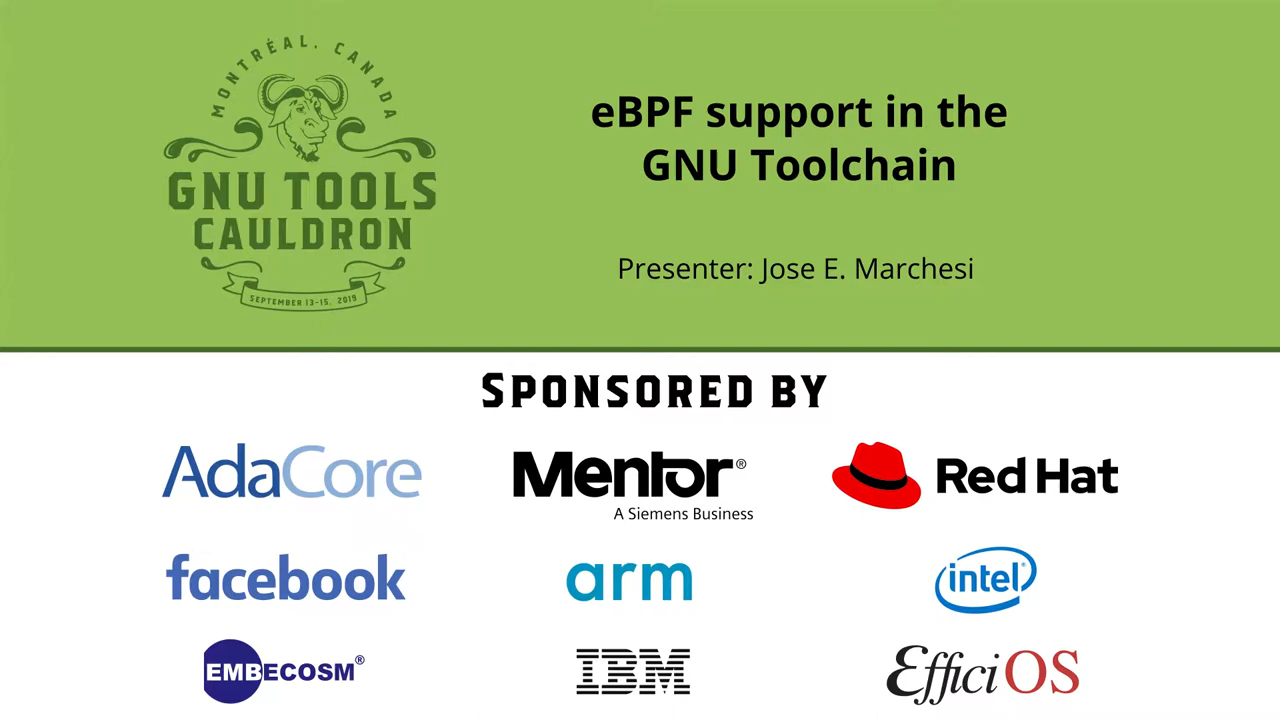 MONTRÉAL, CANADA
GNU TOOLS
CAULDRON
SEPTEMBER 13-15, 2019
eBPF support in the
GNU Toolchain
Presenter: Jose E. Marchesi
SPONSORED BY
AdaCore
Mentor®
A Siemens Business
Red Hat
facebook
arm
intel®
EMBECOSM®
IBM
EfficiOS